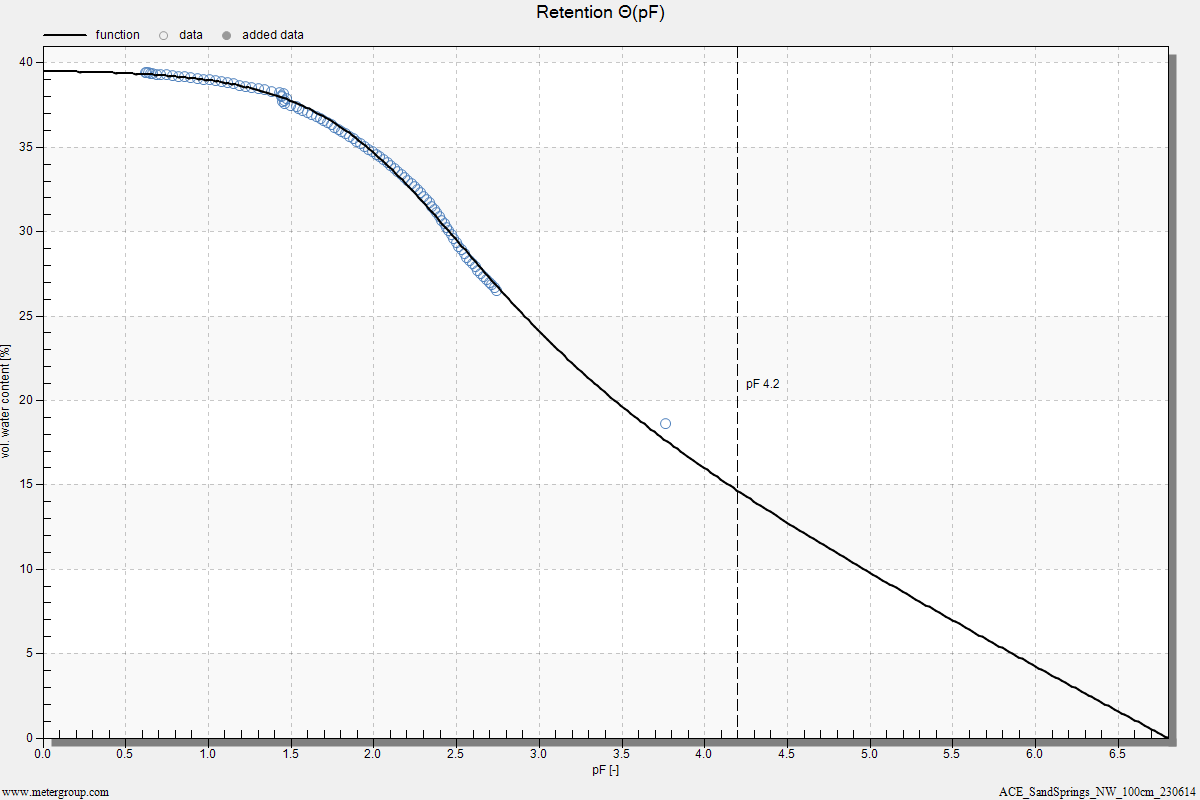 Retention Θ(pF)
function data added data
40
35
30
25
20
15
10
5
0
vol. water content [%]
pF 4.2
0.0 0.5 1.0 1.5 2.0 2.5 3.0 3.5 4.0 4.5 5.0 5.5 6.0 6.5
pF [-]
www.metergroup.com ACE_SandSprings_NW_100cm_230614